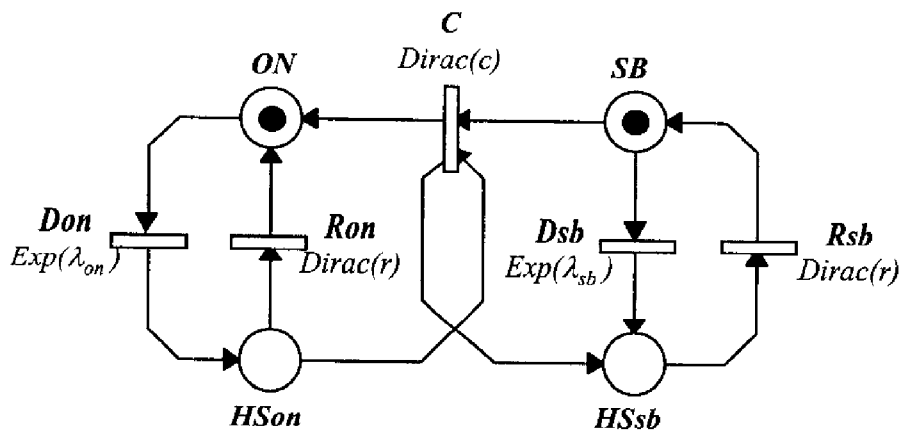 C
Dirac(c)
ON
SB
Don
Exp(λon)
Ron
Dirac(r)
Dsb
Exp(λsb)
Rsb
Dirac(r)
HSon
HSsb